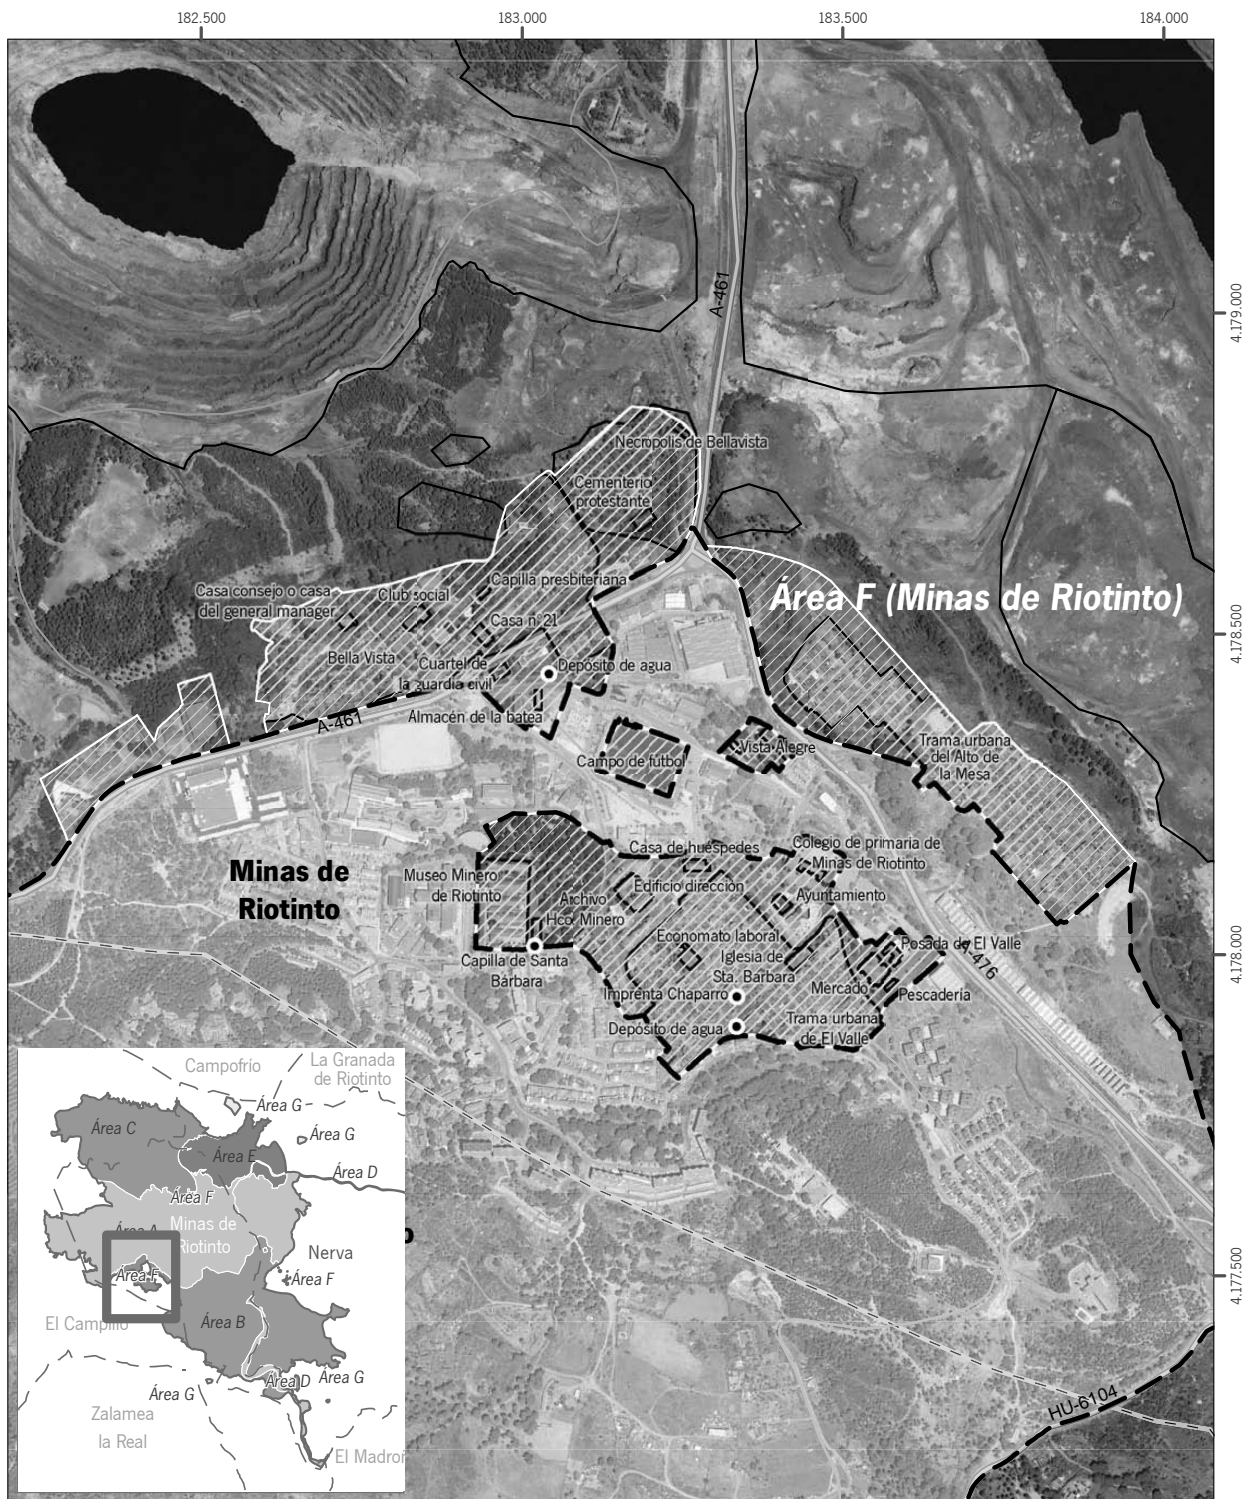 182.500
183.000
183.500
184.000
4.179.000
4.178.500
4.178.000
4.177.500
A-461
Necrópolis de Bellavista
Cementerio
protestante
Capilla presbiteriana
Casa consejo o casa
del general manager
Club social
Casa nº 21
Bella Vista
Cuartel de
la guardia civil
Depósito de agua
Almacén de la batea
A-461
Área F (Minas de Riotinto)
Campo de fútbol
Vista Alegre
Trama urbana
del Alto de
la Mesa
Minas de
Riotinto
Casa de huéspedes
Colegio de primaria de
Minas de Riotinto
Museo Minero
de Riotinto
Edificio dirección
Ayuntamiento
Archivo
Hco. Minero
Economato laboral
Iglesia de
Sta. Bárbara
Posada de El Valle
A-476
Capilla de Santa
Bárbara
Imprenta Chaparro
Mercado
Pescadería
Depósito de agua
Trama urbana
de El Valle
HU-6104
Campofrío
La Granada
de Riotinto
Área G
Área C
Área G
Área E
Área D
Área F
Minas de
Riotinto
Área A
Nerva
Área F
Área F
El Campillo
Área B
Área D
Área G
Área G
Zalamea
la Real
El Madroñ
o